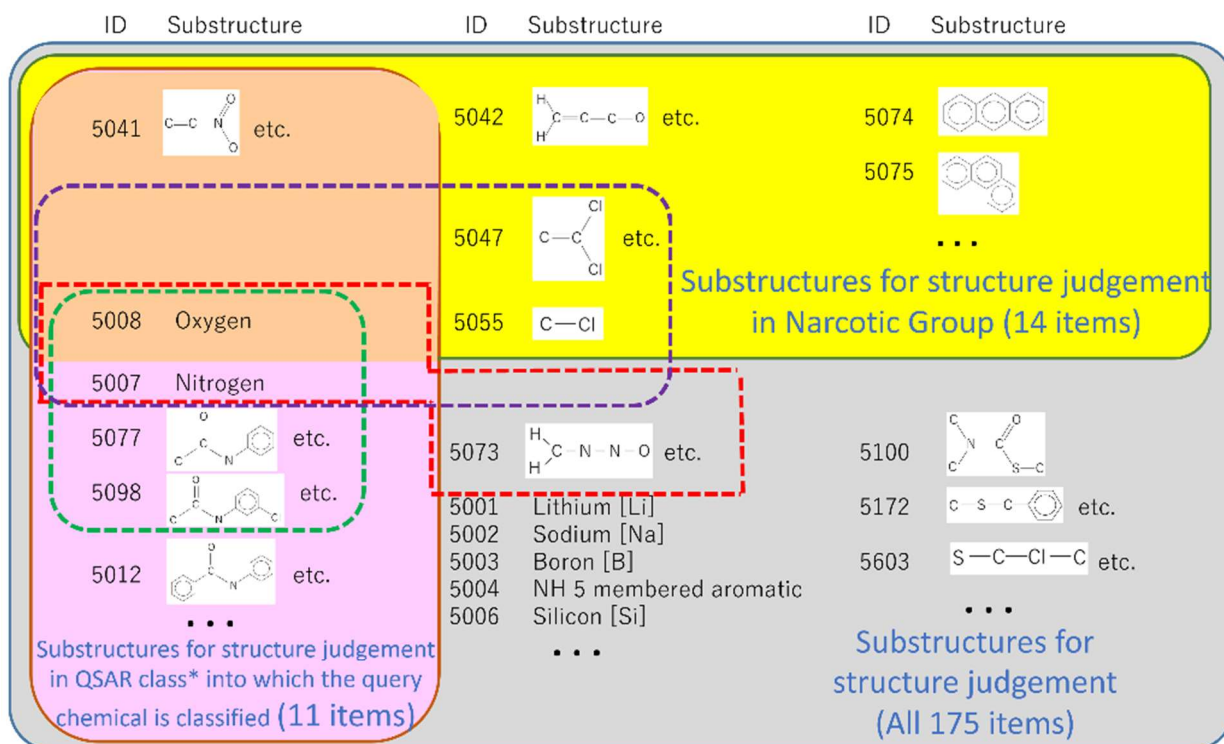 ID Substructure ID Substructure ID Substructure
5041 C C N O O etc.
5042 H H C C C O etc.
5074
5075
5047 C C Cl Cl etc.
. . .
Substructures for structure judgement
in Narcotic Group (14 items)
5008 Oxygen
5055 C Cl
5007 Nitrogen
5077 O C C N etc.
5073 H H C N N O etc.
5100 C N C O S C
5098 O C C N C etc.
5001 Lithium [Li]
5002 Sodium [Na]
5003 Boron [B]
5004 NH 5 membered aromatic
5006 Silicon [Si]
. . .
5172 C S C etc.
5012 O C N etc.
5603 S C Cl C etc.
. . .
. . .
Substructures for structure judgement
in QSAR class* into which the query
chemical is classified (11 items)
Substructures for
structure judgement
(All 175 items)